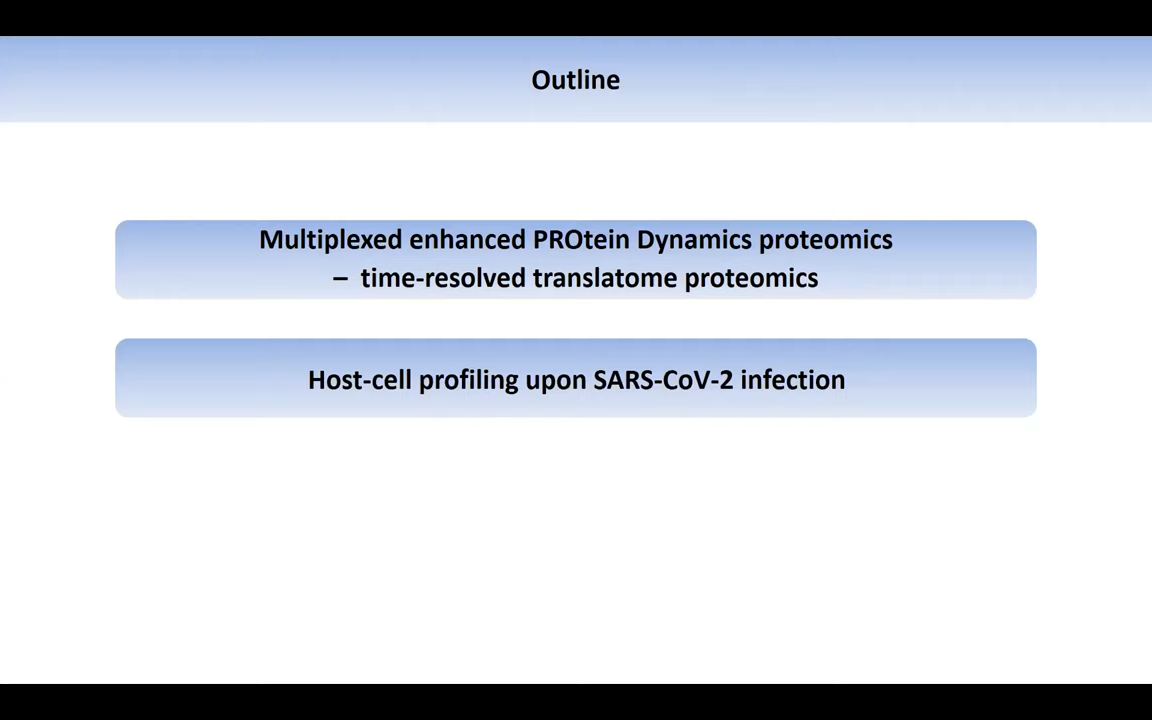 Outline
Multiplexed enhanced PROtein Dynamics proteomics
– time-resolved translatome proteomics
Host-cell profiling upon SARS-CoV-2 infection